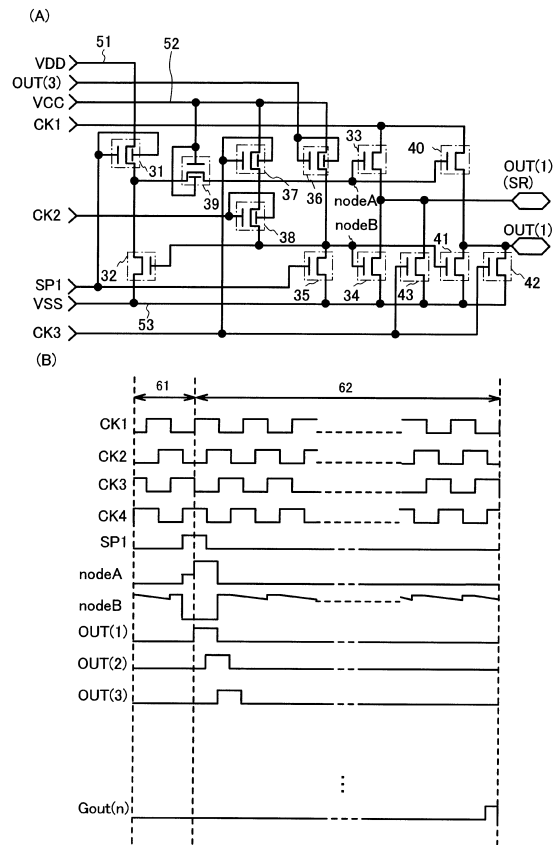 (A)
51
52
VDD
OUT(3)
VCC
CK1
33
40
31
39
37
36
nodeA
OUT(1)
(SR)
CK2
38
nodeB
OUT(1)
32
41
SP1
35
34
43
42
VSS
53
CK3
(B)
61
62
CK1
CK2
CK3
CK4
SP1
nodeA
nodeB
OUT(1)
OUT(2)
OUT(3)
Gout(n)